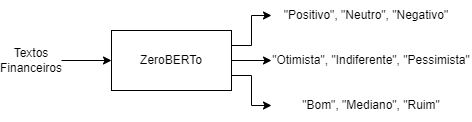 "Positivo", "Neutro", "Negativo"
Textos
Financeiros
ZeroBERTo
"Otimista", "Indiferente", "Pessimista"
"Bom", "Mediano", "Ruim"